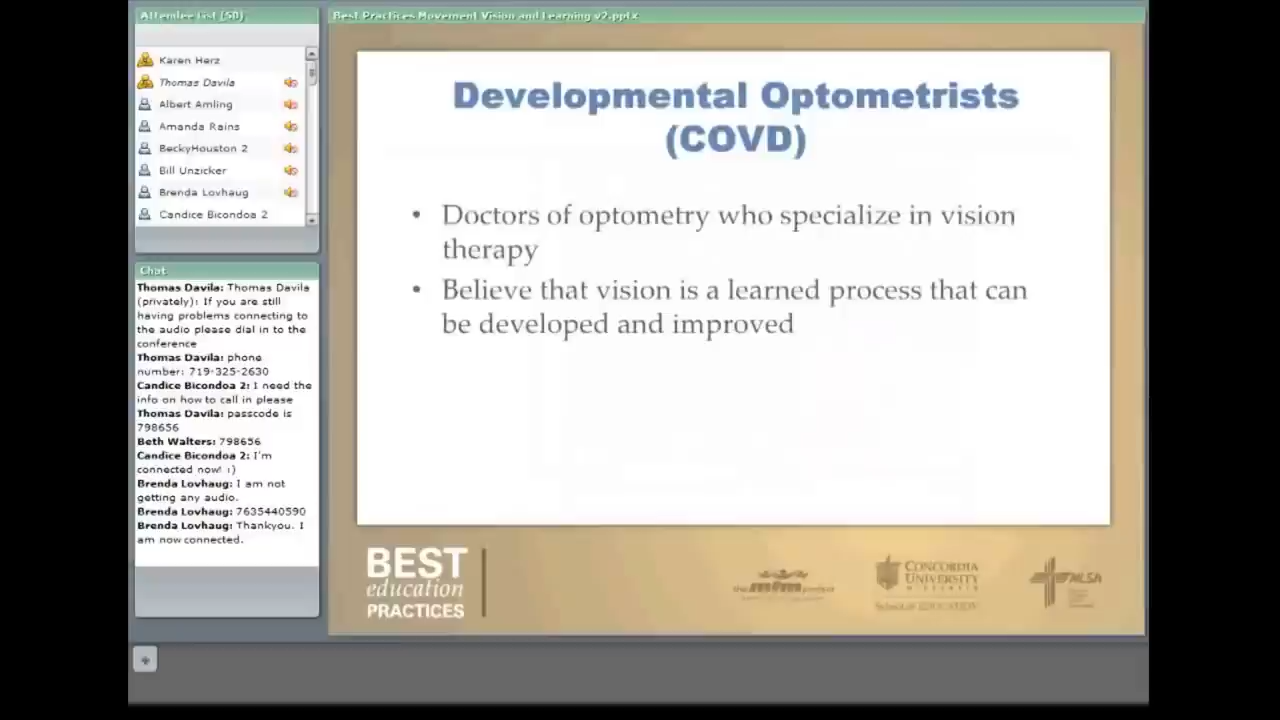 Attendee List (50)
Karen Herz
Thomas Davila
Albert Amling
Amanda Rains
BeckyHouston 2
Bill Unzicker
Brenda Lovhaug
Candice Bicondoa 2
Chat
Thomas Davila: Thomas Davila
(privately): If you are still
having problems connecting
to the audio please dial in to the
conference
Thomas Davila: phone
number: 719-325-2630
Candice Bicondoa 2: I need the
info on how to call in please
Thomas Davila: passcode is
798656
Beth Walters: 798656
Candice Bicondoa 2: I'm
connected now! :)
Brenda Lovhaug: I am not
getting any audio.
Brenda Lovhaug: 7635440590
Brenda Lovhaug: Thankyou. I
am now connected.
Best Practices Movement Vision and Learning v2.pptx
Developmental Optometrists
(COVD)
• Doctors of optometry who specialize in vision
therapy
• Believe that vision is a learned process that can
be developed and improved
BEST
education
PRACTICES
CONCORDIA
UNIVERSITY
School of EDUCATION
MLSA